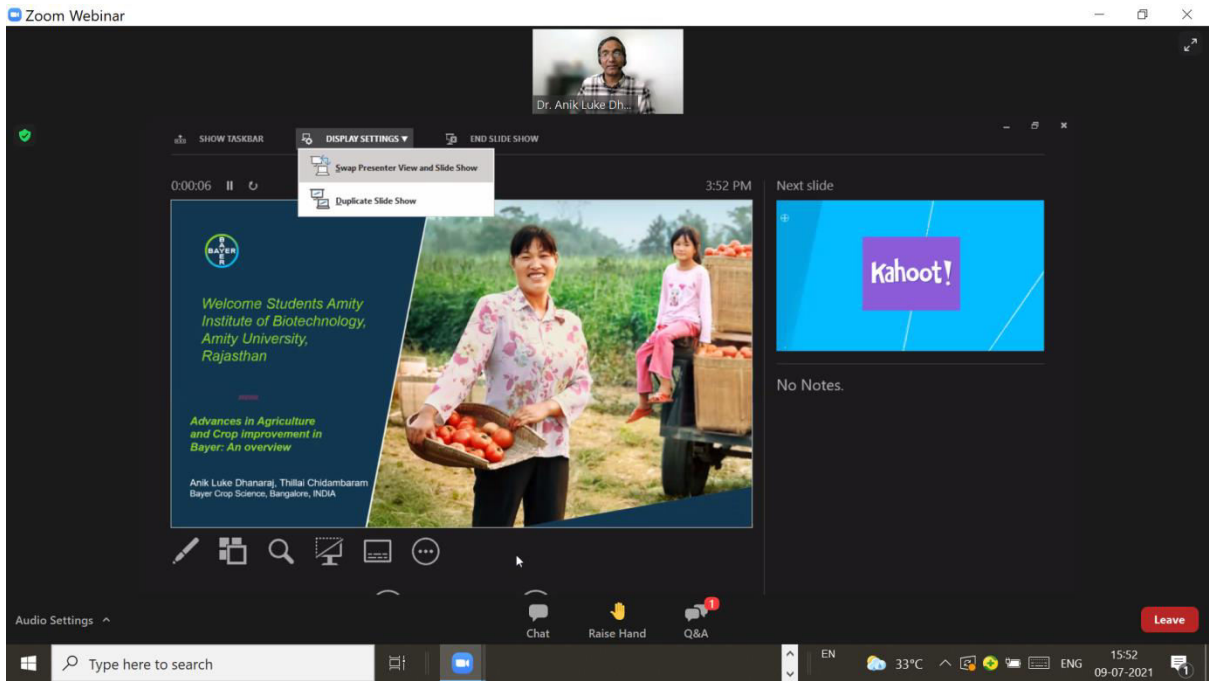 Zoom Webinar
Dr. Anik Luke Dh...
SHOW TASKBAR
DISPLAY SETTINGS ▼
END SLIDE SHOW
Swap Presenter View and Slide Show
Duplicate Slide Show
0:00:06
3:52 PM
Next slide
BAYER
BAYER
Welcome Students Amity
Institute of Biotechnology,
Amity University,
Rajasthan
Advances in Agriculture
and Crop improvement in
Bayer: An overview
Anik Luke Dhanaraj, Thillai Chidambaram
Bayer Crop Science, Bangalore, INDIA
Kahoot!
No Notes.
Audio Settings
Chat
Raise Hand
1
Q&A
Leave
Type here to search
EN
33°C
ENG
15:52
09-07-2021
1